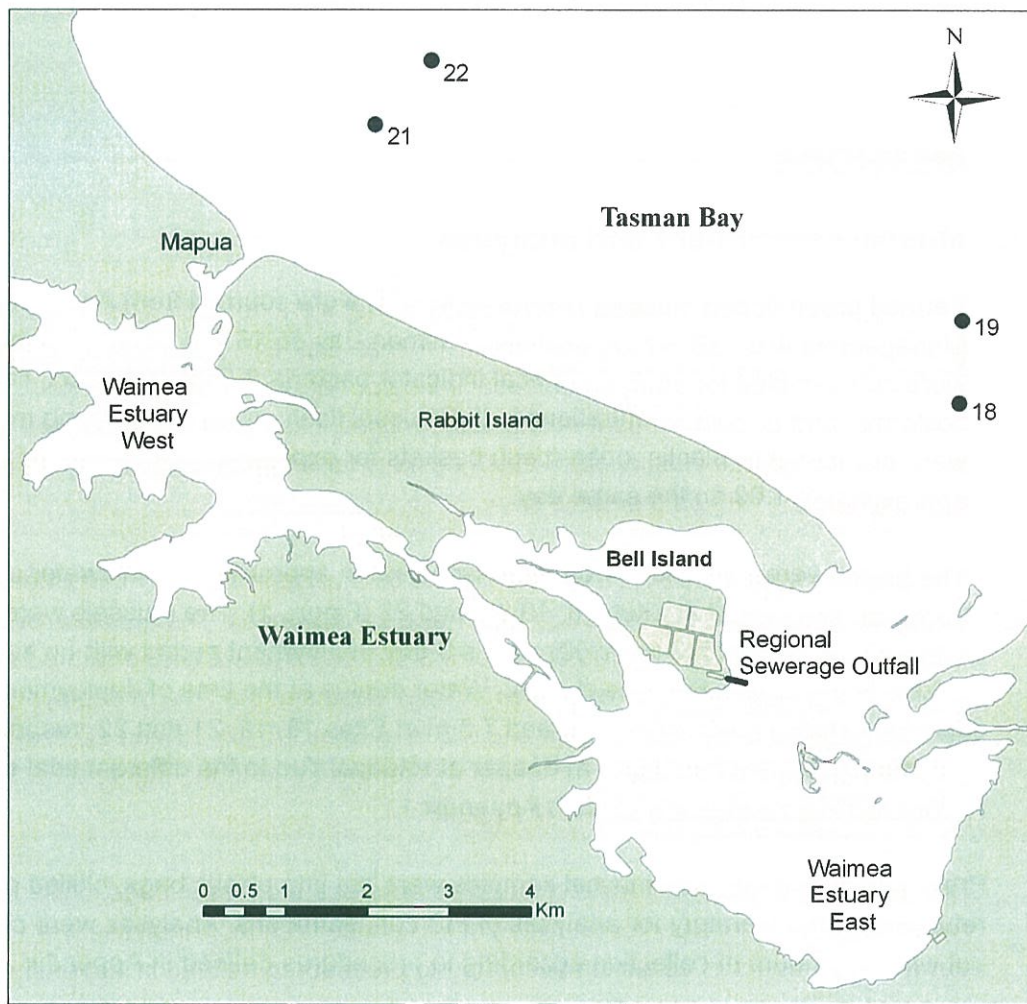 N
22
21
Tasman Bay
Mapua
19
18
Waimea
Estuary
West
Rabbit Island
Bell Island
Waimea Estuary
Regional
Sewerage Outfall
Waimea
Estuary
East
0 0.5 1 2 3 4
Km